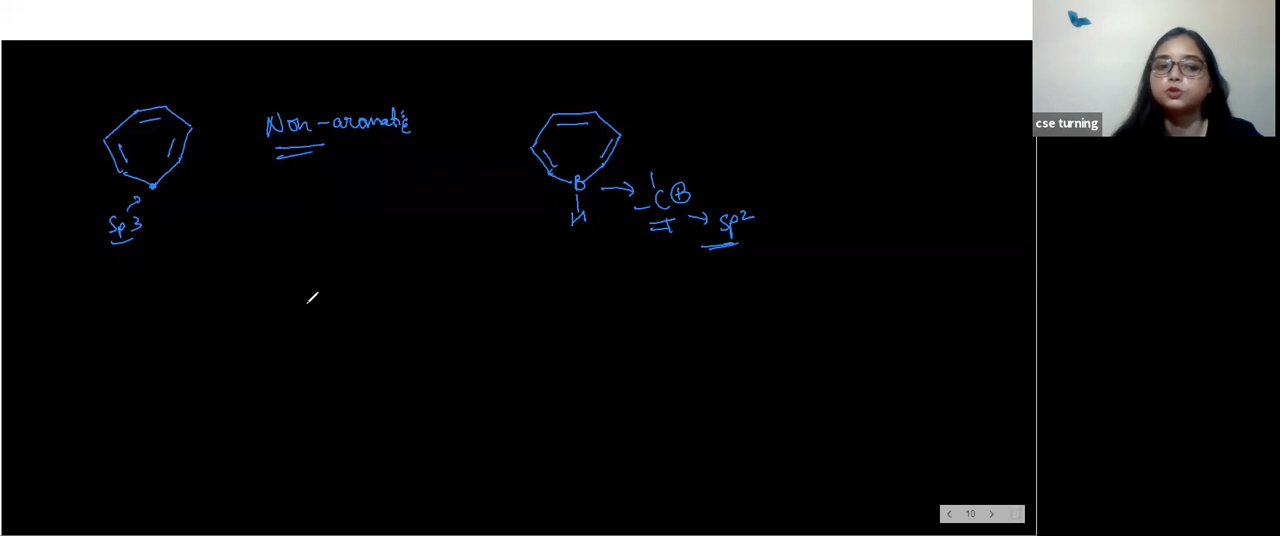 Non-aromatic
Sp3
B
H
C⊕
Sp²
cse turning
10